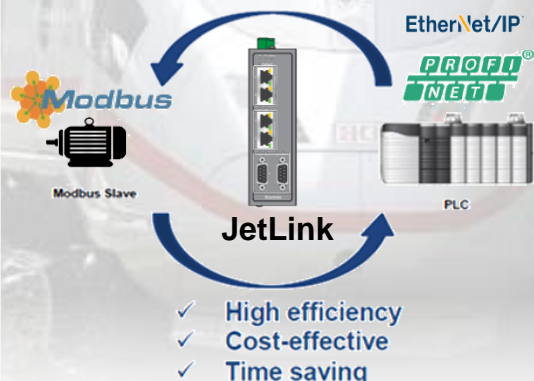 EtherNet/IP
PROFI
NET®
Modbus
Modbus Slave
PLC
JetLink
✓ High efficiency
✓ Cost-effective
✓ Time saving